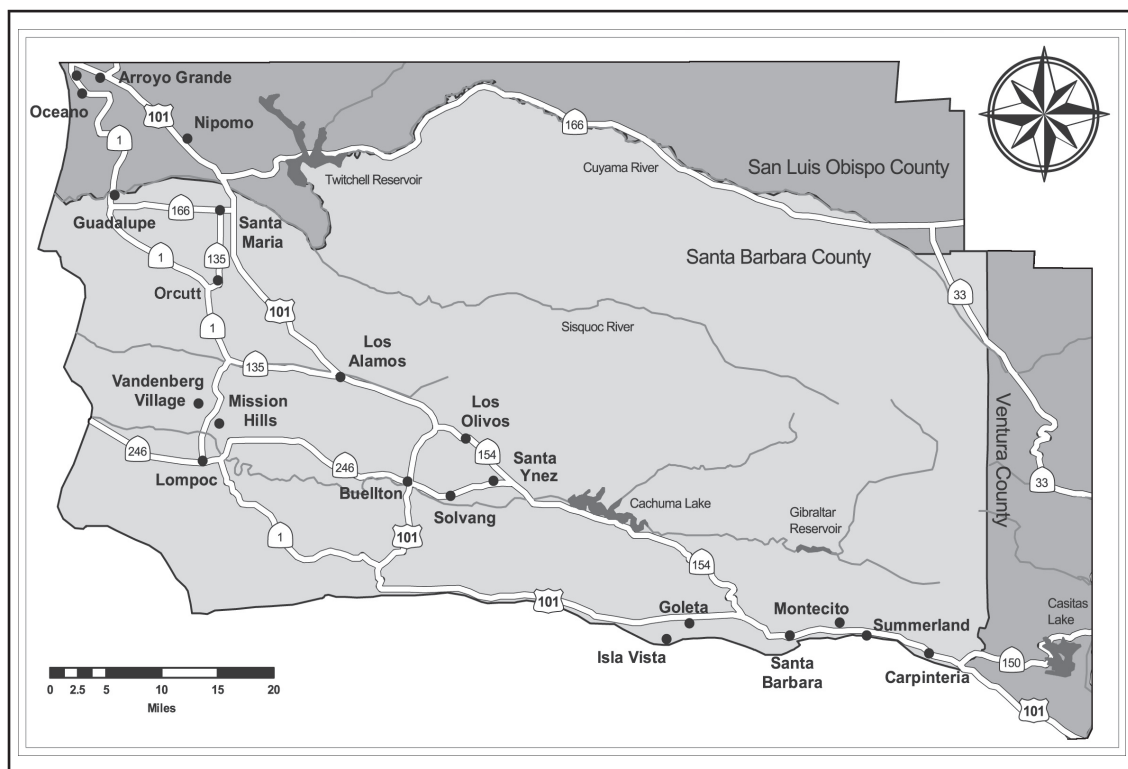 Arroyo Grande
Oceano
101
Nipomo
1
166
Twitchell Reservoir
Cuyama River
San Luis Obispo County
Guadalupe
166
Santa
Maria
1
135
Santa Barbara County
Orcutt
101
33
1
Sisquoc River
Los
Alamos
135
Vandenberg
Village
Mission
Hills
Los
Olivos
Ventura County
246
154
Santa
Ynez
246
Lompoc
Buellton
Solvang
Cachuma Lake
Gibraltar
Reservoir
33
1
101
154
101
Goleta
Montecito
Summerland
Casitas
Lake
Isla Vista
Santa
Barbara
Carpinteria
150
101
0 2.5 5 10 15 20
Miles